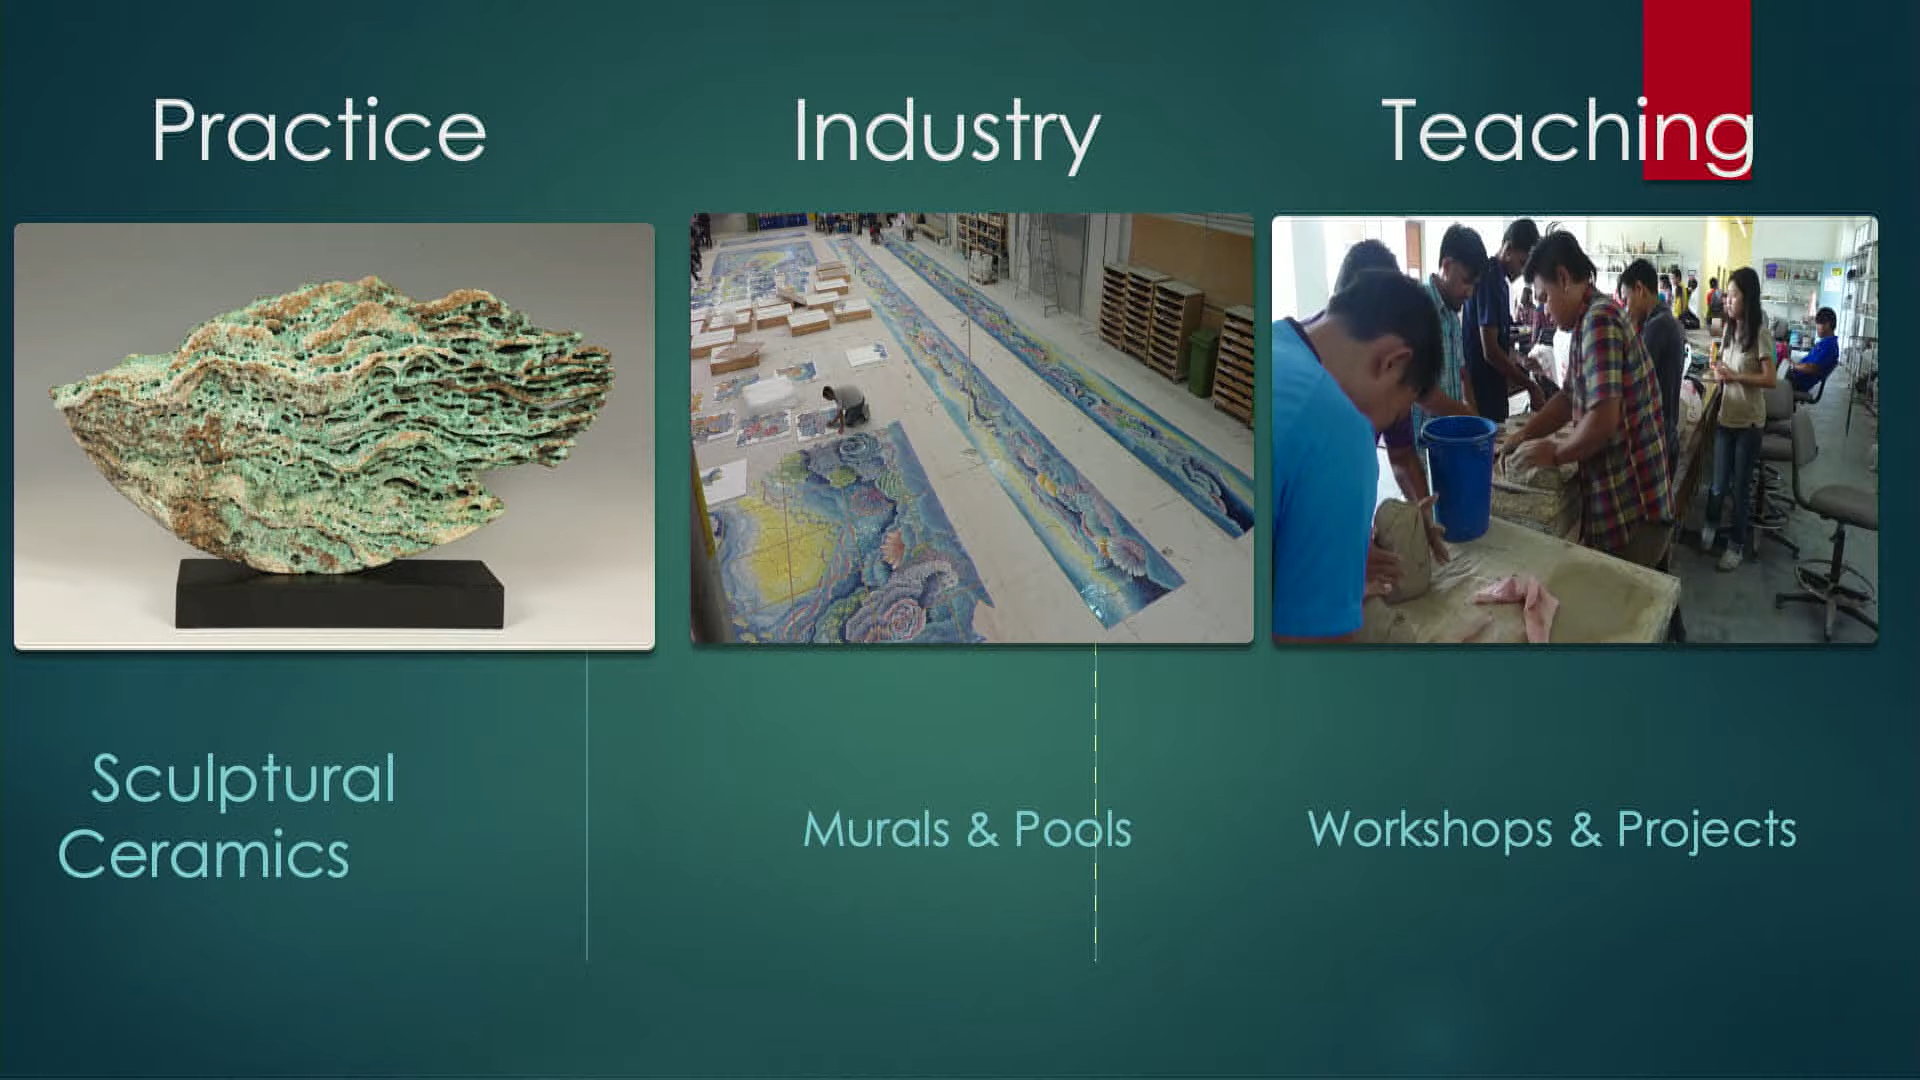 Practice
Industry
Teaching
Sculptural
Ceramics
Murals & Pools
Workshops & Projects